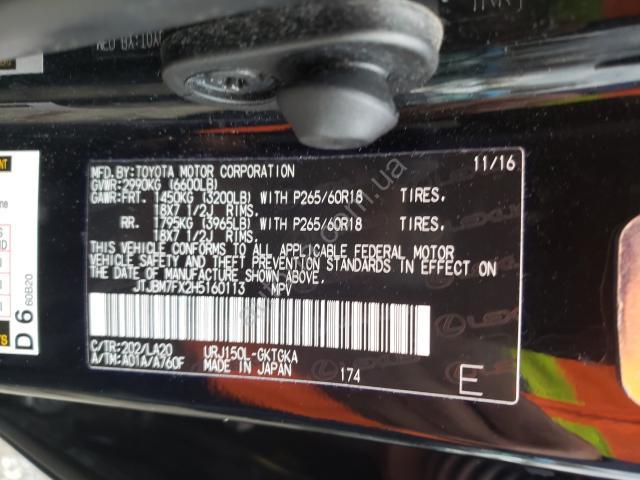 11/16
MFD.BY:TOYOTA MOTOR CORPORATION
GVWR:2990KG (6600LB)
GAWR:FRT. 1450KG (3200LB) WITH P265/60R18 TIRES,
18X7 1/2J RIMS.
RR. 1795KG (3965LB) WITH P265/60R18 TIRES,
18X7 1/2J RIMS.
THIS VEHICLE CONFORMS TO ALL APPLICABLE FEDERAL MOTOR
VEHICLE SAFETY AND THEFT PREVENTION STANDARDS IN EFFECT
ON THE DATE OF MANUFACTURE SHOWN ABOVE.
JTJBM7FX2H5160113 MPV
C/TR:202/LA20 URJ150L-GKTGKA
A/TM:A01A/A760F MADE IN JAPAN 174
E
D6 60B20
LEXUS